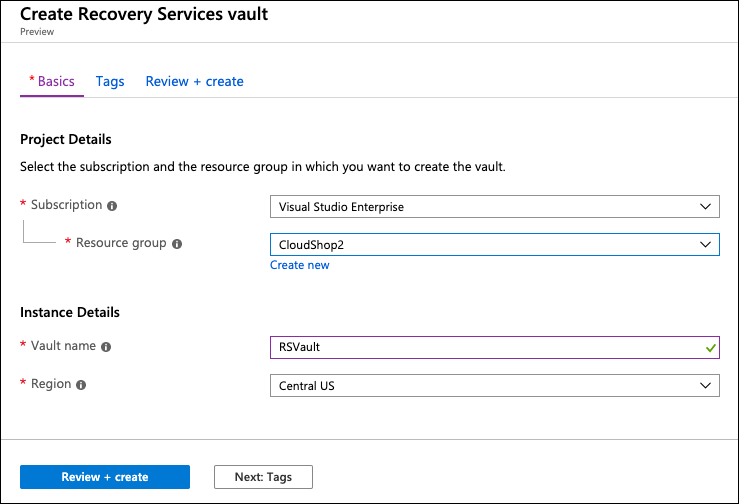 Create Recovery Services vault
Preview
* Basics Tags Review + create
Project Details
Select the subscription and the resource group in which you want to create the vault.
* Subscription Visual Studio Enterprise
* Resource group CloudShop2
Create new
Instance Details
* Vault name RSVault
* Region Central US
Review + create Next: Tags